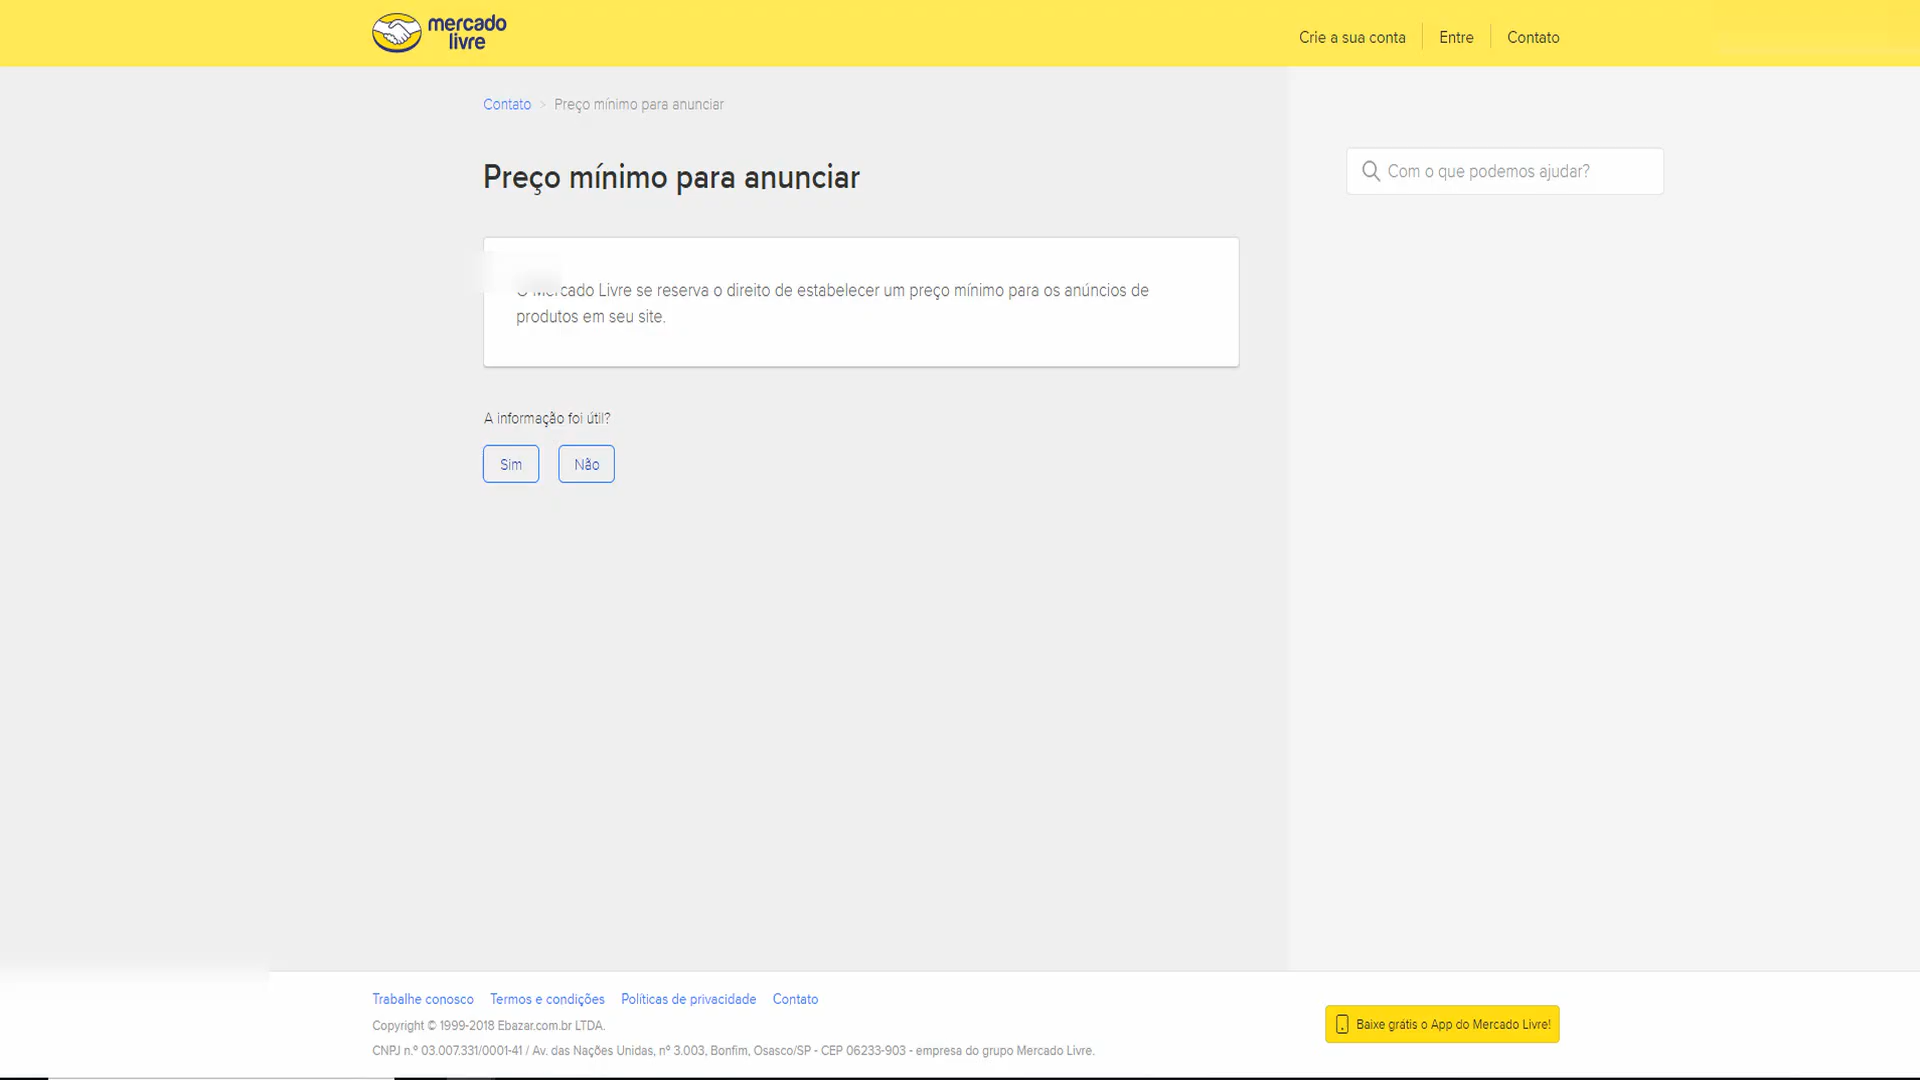 mercado
livre
Crie a sua conta
Entre
Contato
Contato > Preço mínimo para anunciar
Preço mínimo para anunciar
Com o que podemos ajudar?
O Mercado Livre se reserva o direito de estabelecer um preço mínimo para os anúncios de
produtos em seu site.
A informação foi útil?
Sim
Não
Trabalhe conosco Termos e condições Políticas de privacidade Contato
Copyright © 1999-2018 Ebazar.com.br LTDA.
CNPJ n.º 03.007.331/0001-41 / Av. das Nações Unidas, nº 3.003, Bonfim, Osasco/SP - CEP 06233-903 - empresa do grupo Mercado Livre.
Baixe grátis o App do Mercado Livre!